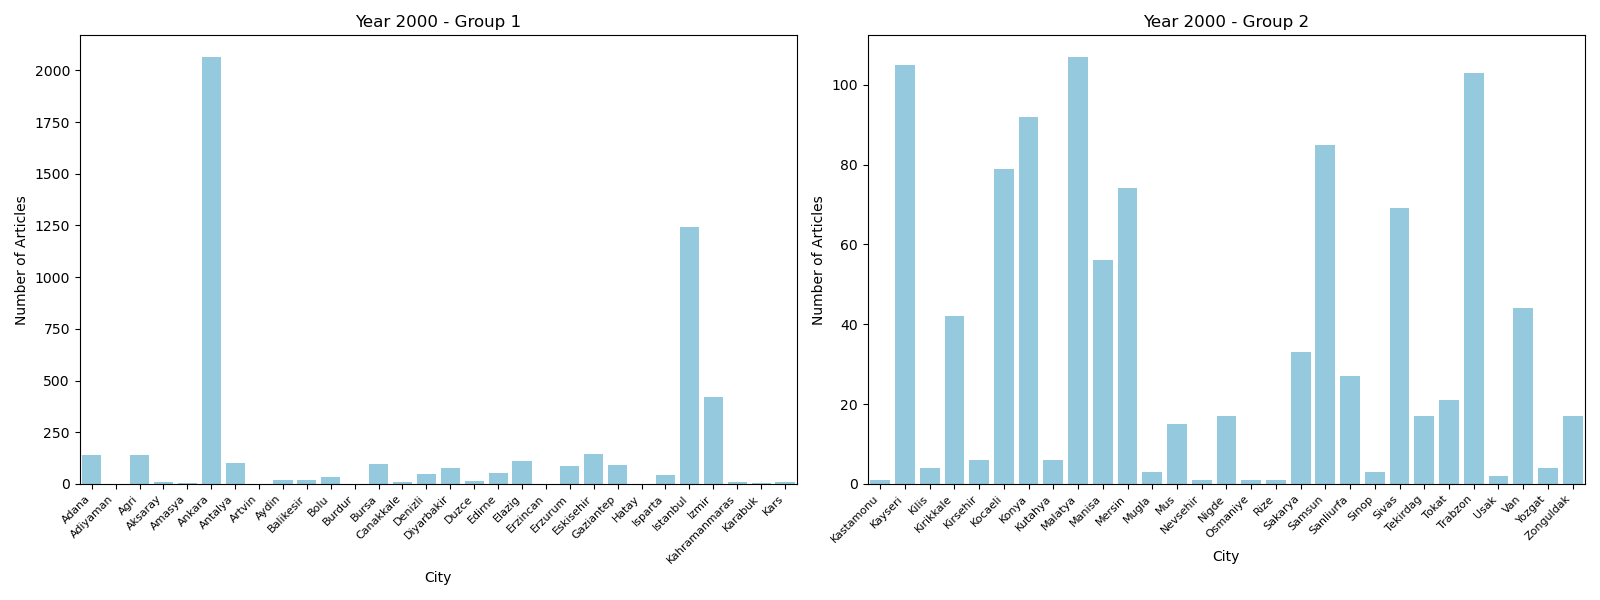 Year 2000 - Group 1
Number of Articles
2000
1750
1500
1250
1000
750
500
250
0
Adana
Adiyaman
Agri
Aksaray
Amasya
Ankara
Antalya
Artvin
Aydin
Balikesir
Bolu
Burdur
Bursa
Canakkale
Denizli
Diyarbakir
Duzce
Edirne
Elazig
Erzincan
Erzurum
Eskisehir
Gaziantep
Hatay
Isparta
Istanbul
Izmir
Kahramanmaras
Karabuk
Kars
City
Year 2000 - Group 2
Number of Articles
100
80
60
40
20
0
Kastamonu
Kayseri
Kilis
Kirikkale
Kirsehir
Kocaeli
Konya
Kutahya
Malatya
Manisa
Mersin
Mugla
Mus
Nevsehir
Nigde
Osmaniye
Rize
Sakarya
Samsun
Sanliurfa
Sinop
Sivas
Tekirdag
Tokat
Trabzon
Usak
Van
Yozgat
Zonguldak
City